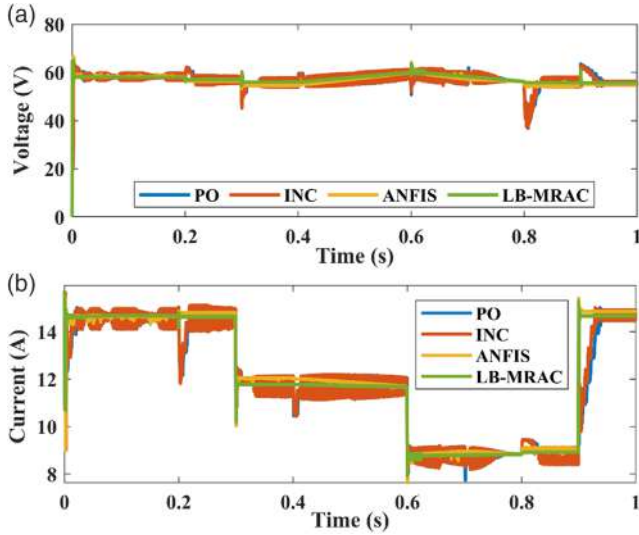 (a)
80
60
40
20
0
Voltage (V)
PO INC ANFIS LB-MRAC
0 0.2 0.4 0.6 0.8 1
Time (s)
(b)
14
12
10
8
Current (A)
PO
INC
ANFIS
LB-MRAC
0 0.2 0.4 0.6 0.8 1
Time (s)